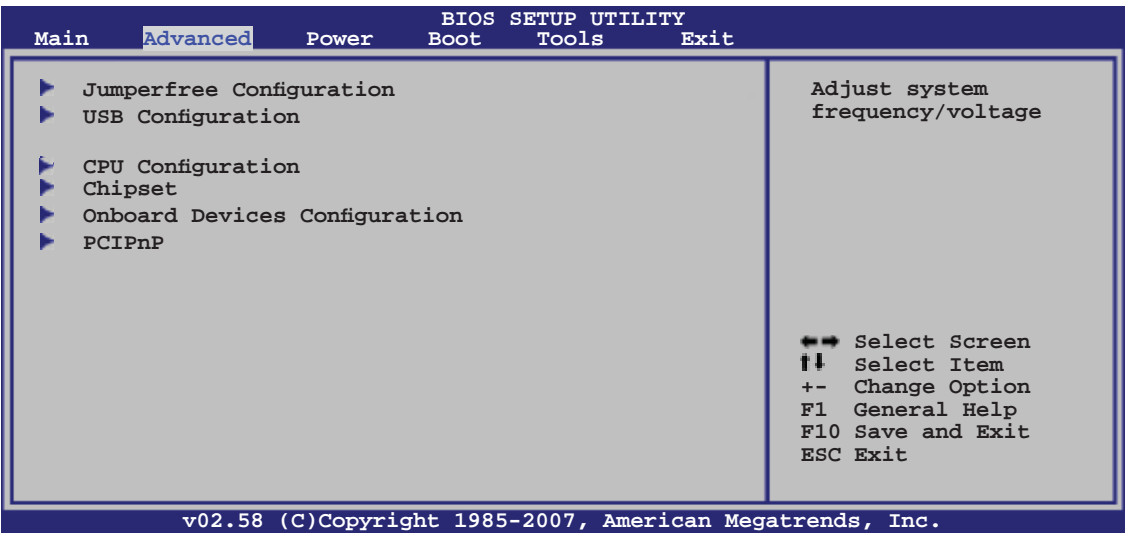 BIOS SETUP UTILITY
Main Advanced Power Boot Tools Exit
Jumperfree Configuration
USB Configuration
CPU Configuration
Chipset
Onboard Devices Configuration
PCIPnP
Adjust system
frequency/voltage
Select Screen
Select Item
+- Change Option
F1 General Help
F10 Save and Exit
ESC Exit
v02.58 (C)Copyright 1985-2007, American Megatrends, Inc.